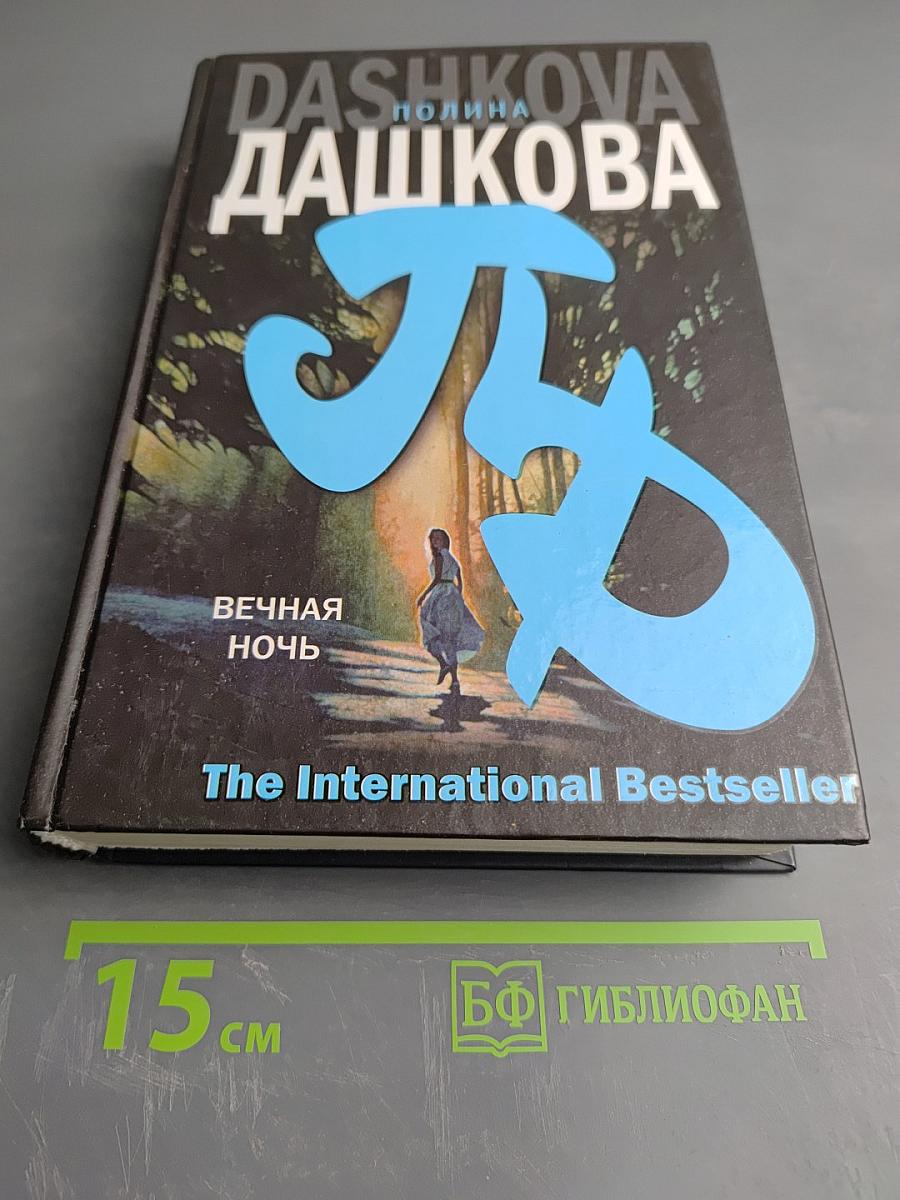 DASHKOVA
ПОЛИНА
ДАШКОВА
ПД
ВЕЧНАЯ
НОЧЬ
The International Bestseller
15 см
БФ ГИБЛИОФАН